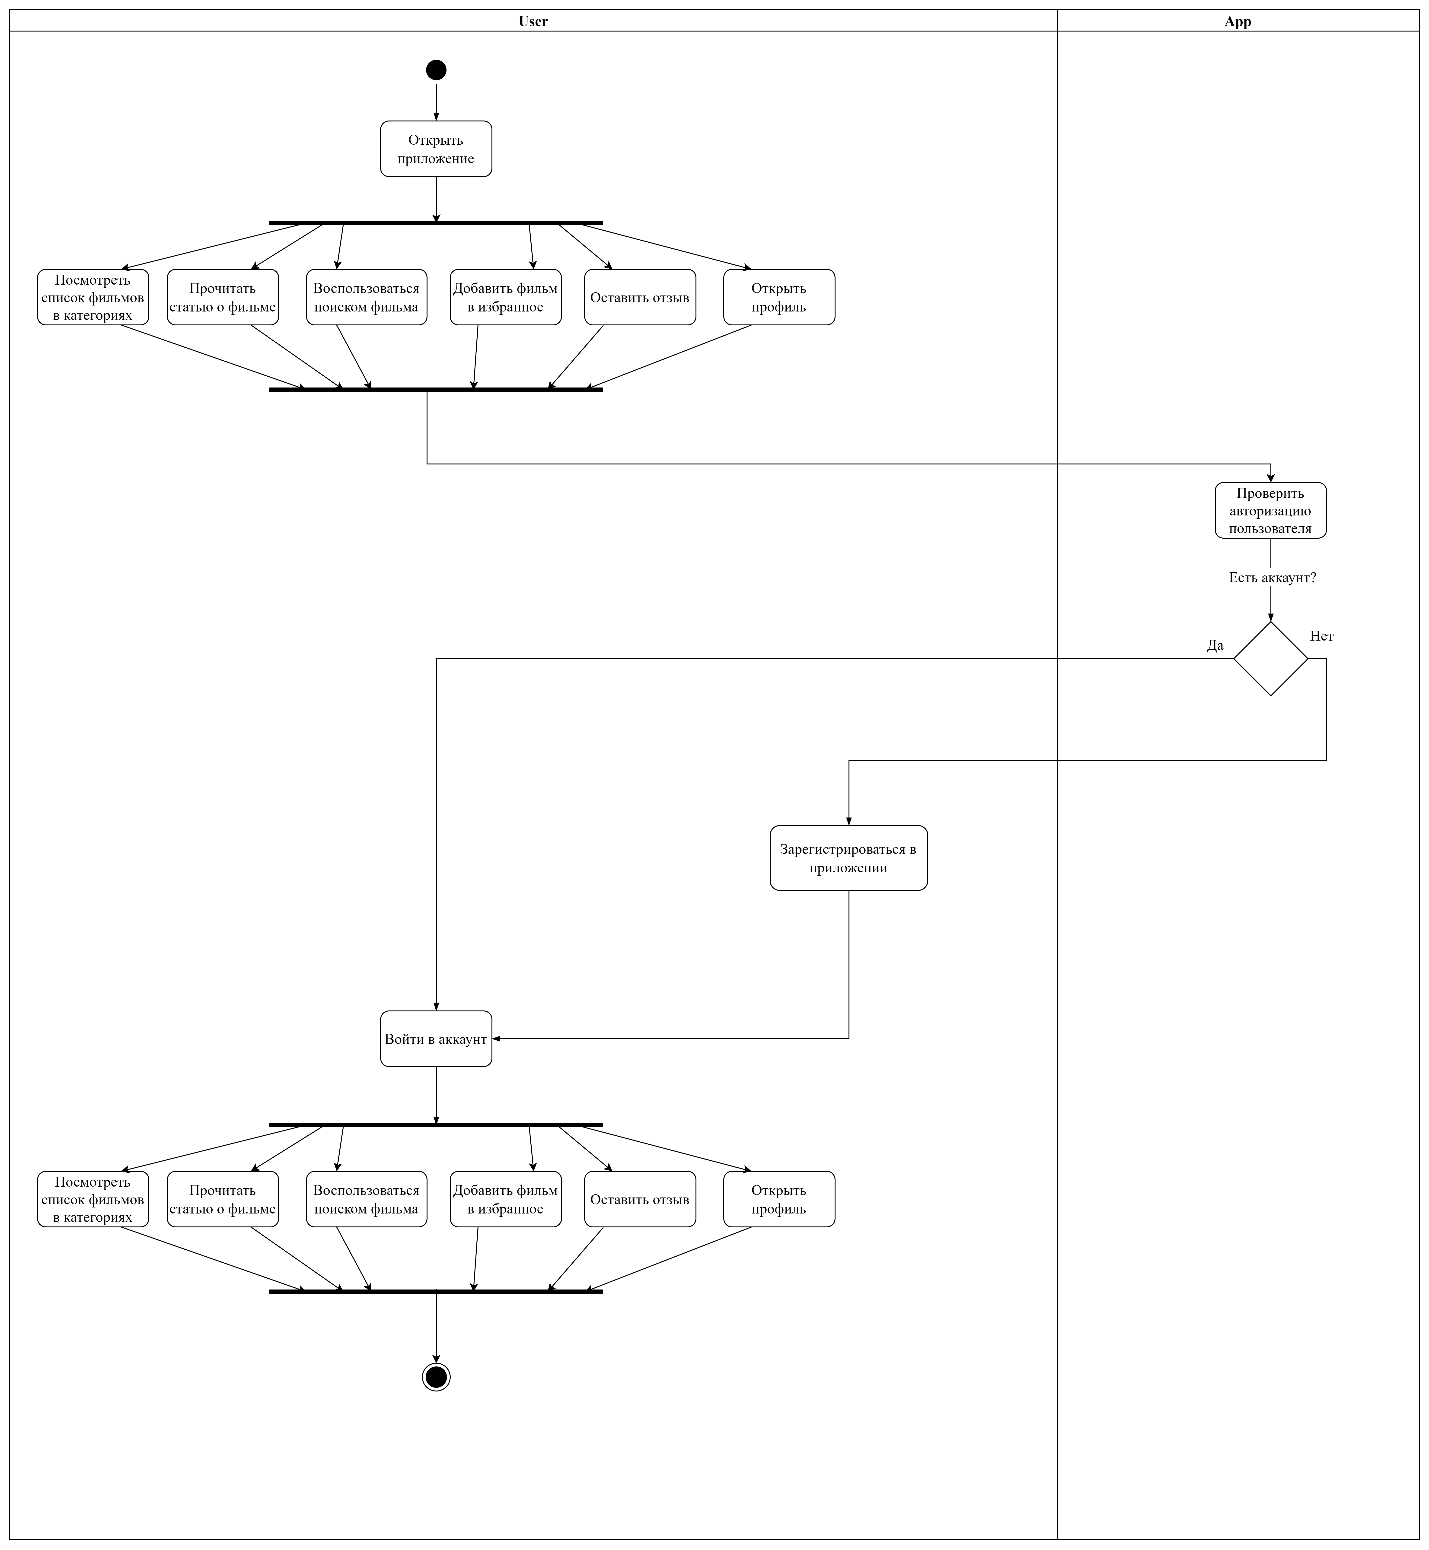 User
App
Открыть
приложение
Посмотреть
список фильмов
в категориях
Прочитать
статью о фильме
Воспользоваться
поиском фильма
Добавить фильм
в избранное
Оставить отзыв
Открыть
профиль
Проверить
авторизацию
пользователя
Есть аккаунт?
Да
Нет
Зарегистрироваться в
приложении
Войти в аккаунт
Посмотреть
список фильмов
в категориях
Прочитать
статью о фильме
Воспользоваться
поиском фильма
Добавить фильм
в избранное
Оставить отзыв
Открыть
профиль